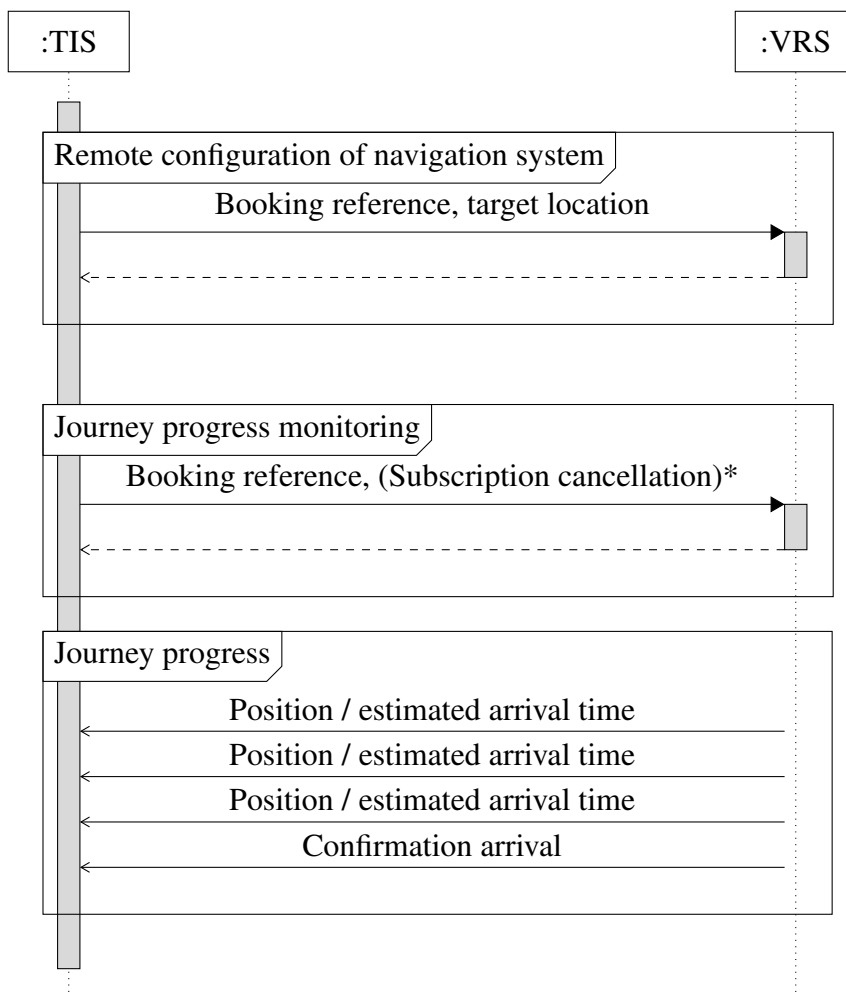 :TIS
:VRS
Remote configuration of navigation system
Booking reference, target location
Journey progress monitoring
Booking reference, (Subscription cancellation)*
Journey progress
Position / estimated arrival time
Position / estimated arrival time
Position / estimated arrival time
Confirmation arrival